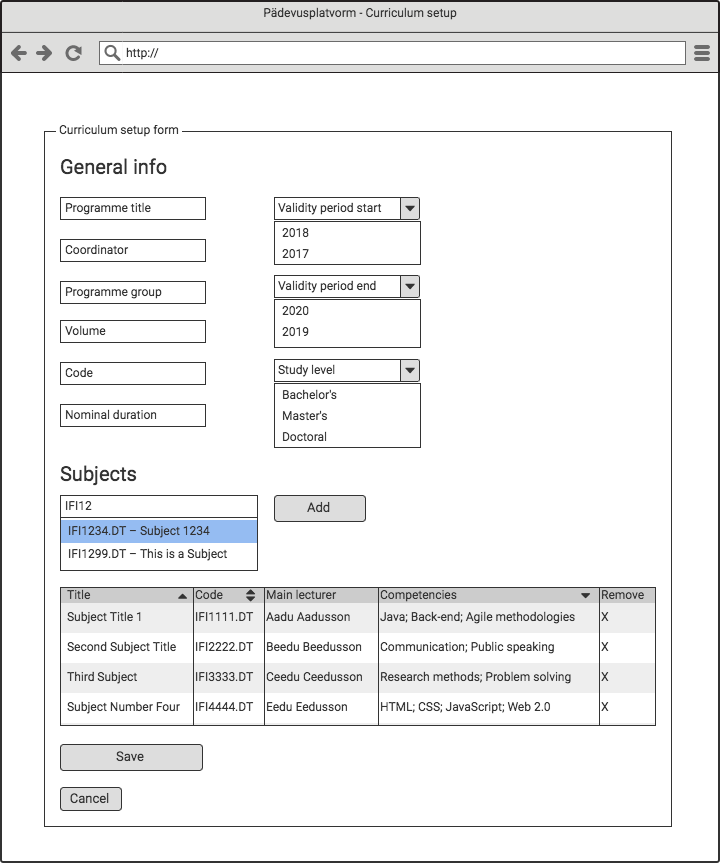 Pädevusplatvorm - Curriculum setup
http://
Curriculum setup form
General info
Programme title
Coordinator
Programme group
Volume
Code
Nominal duration
Validity period start
2018
2017
Validity period end
2020
2019
Study level
Bachelor's
Master's
Doctoral
Subjects
IFI12
Add
IFI1234.DT – Subject 1234
IFI1299.DT – This is a Subject
Title Code Main lecturer Competencies Remove
Subject Title 1 IFI1111.DT Aadu Aadusson Java; Back-end; Agile methodologies X
Second Subject Title IFI2222.DT Beedu Beedusson Communication; Public speaking X
Third Subject IFI3333.DT Ceedu Ceedusson Research methods; Problem solving X
Subject Number Four IFI4444.DT Eedu Eedusson HTML; CSS; JavaScript; Web 2.0 X
Save
Cancel